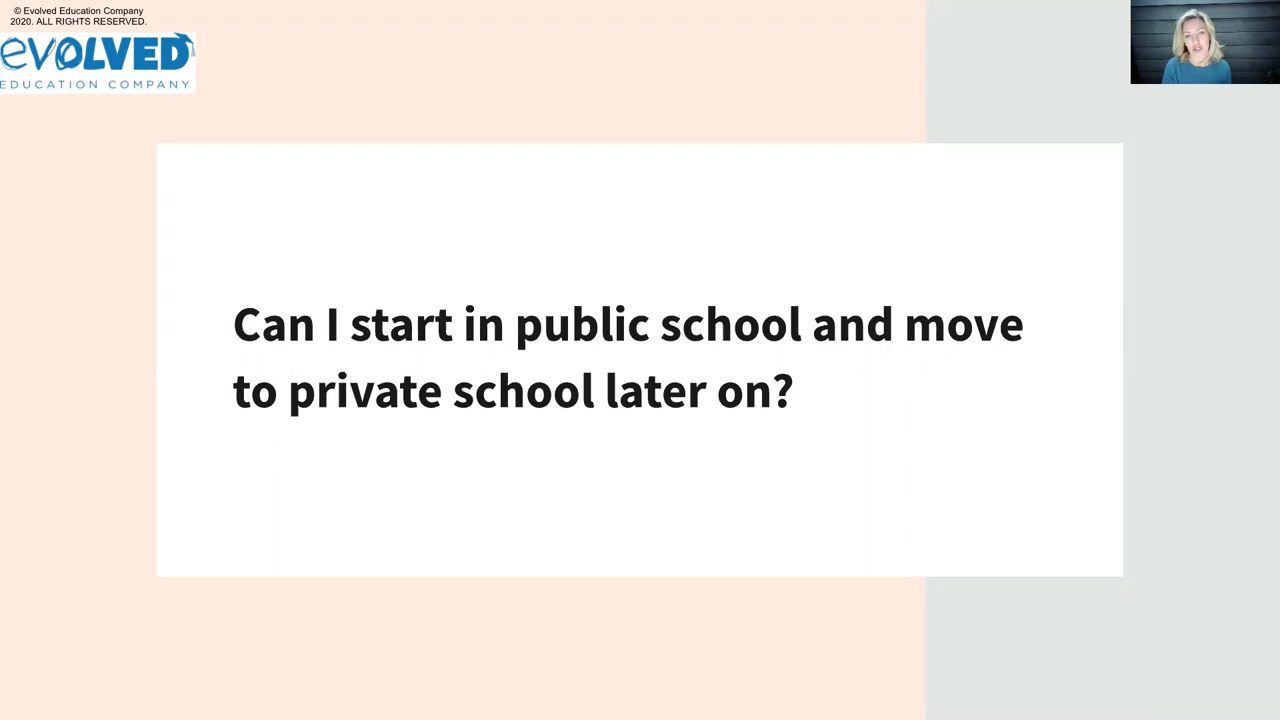 © Evolved Education Company
2020. ALL RIGHTS RESERVED.
evOLVED
EDUCATION COMPANY
Can I start in public school and move
to private school later on?